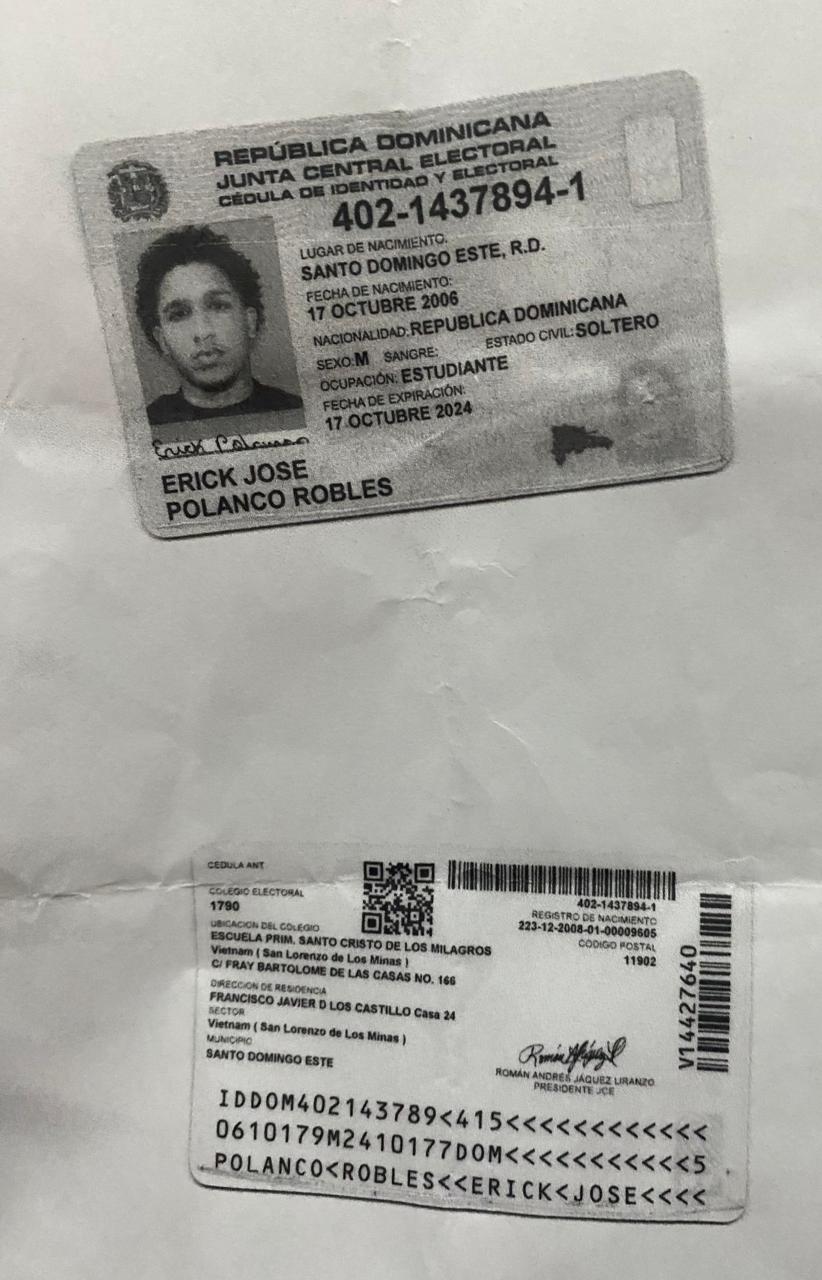 REPÚBLICA DOMINICANA
JUNTA CENTRAL ELECTORAL
CÉDULA DE IDENTIDAD Y ELECTORAL
402-1437894-1
LUGAR DE NACIMIENTO:
SANTO DOMINGO ESTE, R.D.
FECHA DE NACIMIENTO:
17 OCTUBRE 2006
NACIONALIDAD: REPUBLICA DOMINICANA
SEXO: M SANGRE: ESTADO CIVIL: SOLTERO
OCUPACIÓN: ESTUDIANTE
FECHA DE EXPIRACIÓN:
17 OCTUBRE 2024
Erick Polanco
ERICK JOSE
POLANCO ROBLES
CEDULA ANT
COLEGIO ELECTORAL
1790
UBICACION DEL COLEGIO
ESCUELA PRIM. SANTO CRISTO DE LOS MILAGROS
Vietnam ( San Lorenzo de Los Minas )
C/ FRAY BARTOLOME DE LAS CASAS NO. 166
DIRECCION DE RESIDENCIA
FRANCISCO JAVIER D LOS CASTILLO Casa 24
SECTOR
Vietnam ( San Lorenzo de Los Minas )
MUNICIPIO
SANTO DOMINGO ESTE
402-1437894-1
REGISTRO DE NACIMIENTO
223-12-2008-01-00009605
CODIGO POSTAL
11902
V14427640
ROMÁN ANDRÉS JÁQUEZ LIRANZO
PRESIDENTE JCE
IDDOM402143789<415<<<<<<<<<<<<
0610179M2410177DOM<<<<<<<<<<<5
POLANCO<ROBLES<<ERICK<JOSE<<<<